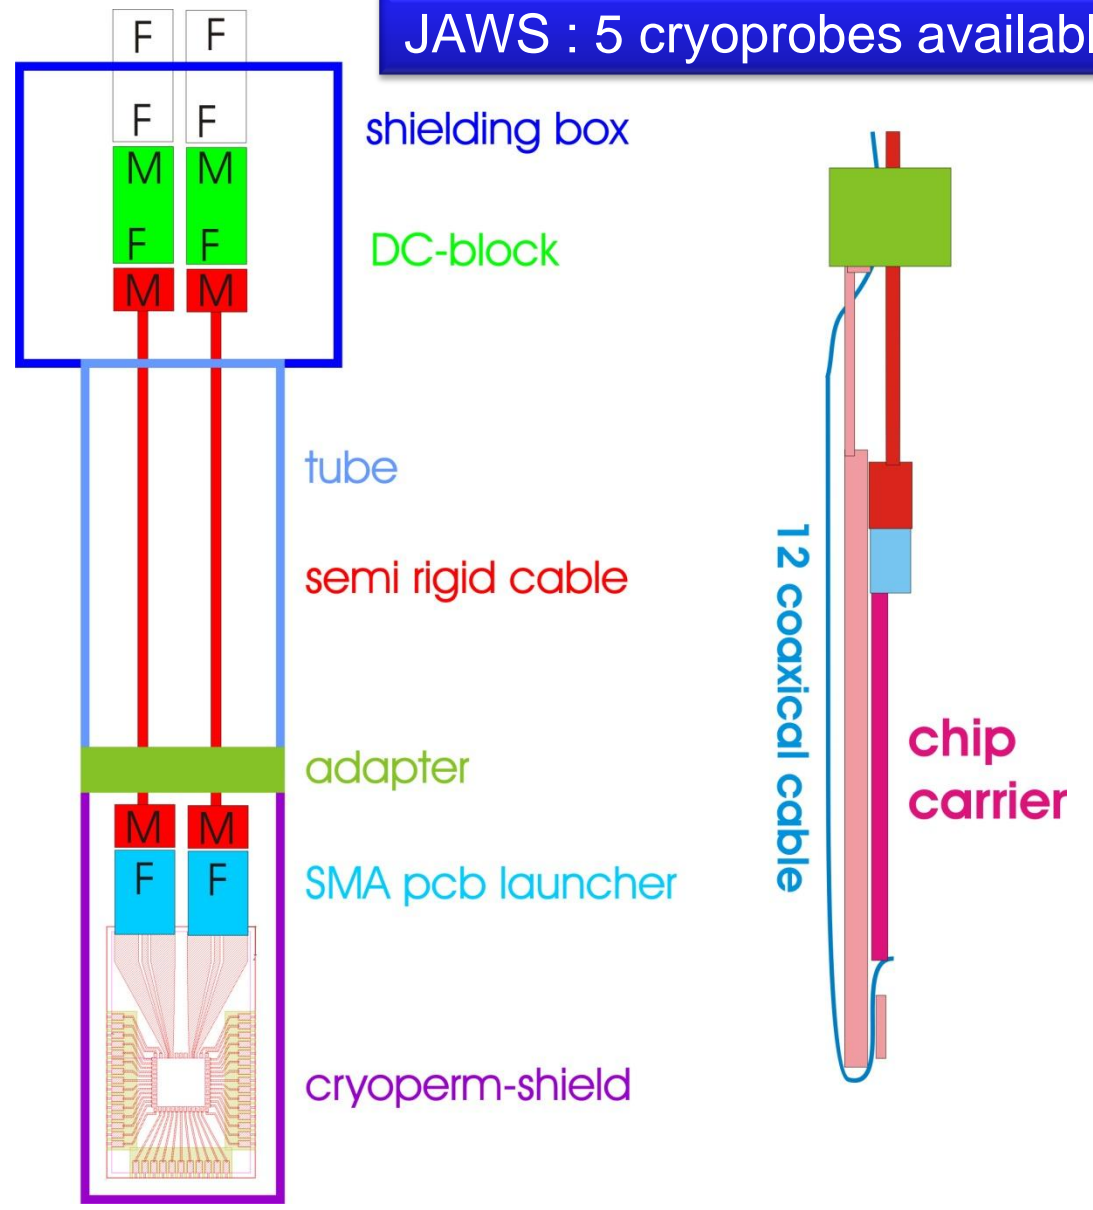 JAWS : 5 cryoprobes availabl
F F
F F
shielding box
M M
F F
DC-block
M M
tube
semi rigid cable
12 coaxical cable
chip
carrier
adapter
M M
F F
SMA pcb launcher
cryoperm-shield